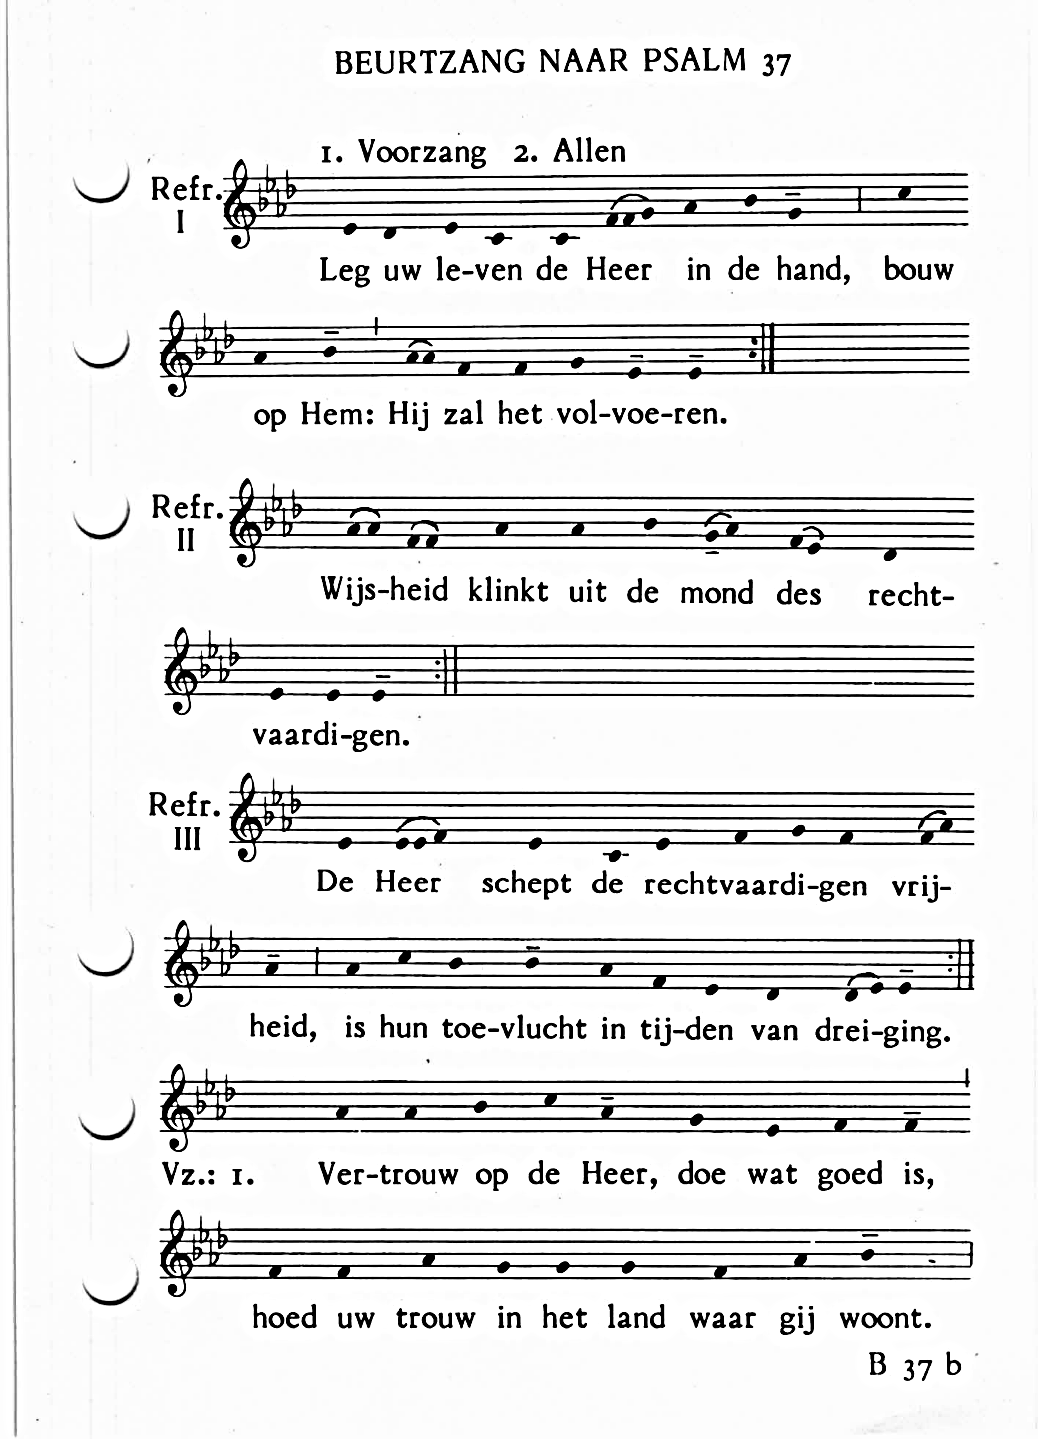 BEURTZANG NAAR PSALM 37
1. Voorzang 2. Allen
Refr. I
Leg uw le-ven de Heer in de hand, bouw
op Hem: Hij zal het vol-voe-ren.
Refr. II
Wijs-heid klinkt uit de mond des recht-
vaardi-gen.
Refr. III
De Heer schept de rechtvaardi-gen vrij-
heid, is hun toe-vlucht in tij-den van drei-ging.
Vz.: 1. Ver-trouw op de Heer, doe wat goed is,
hoed uw trouw in het land waar gij woont.
B 37 b